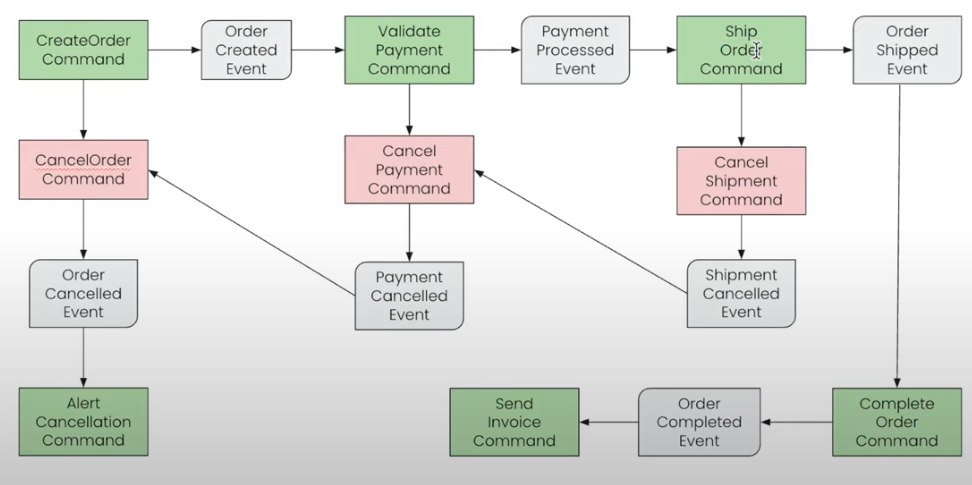 CreateOrder
Command
Order
Created
Event
Validate
Payment
Command
Payment
Processed
Event
Ship
Order
Command
Order
Shipped
Event
CancelOrder
Command
Cancel
Payment
Command
Cancel
Shipment
Command
Order
Cancelled
Event
Payment
Cancelled
Event
Shipment
Cancelled
Event
Alert
Cancellation
Command
Send
Invoice
Command
Order
Completed
Event
Complete
Order
Command